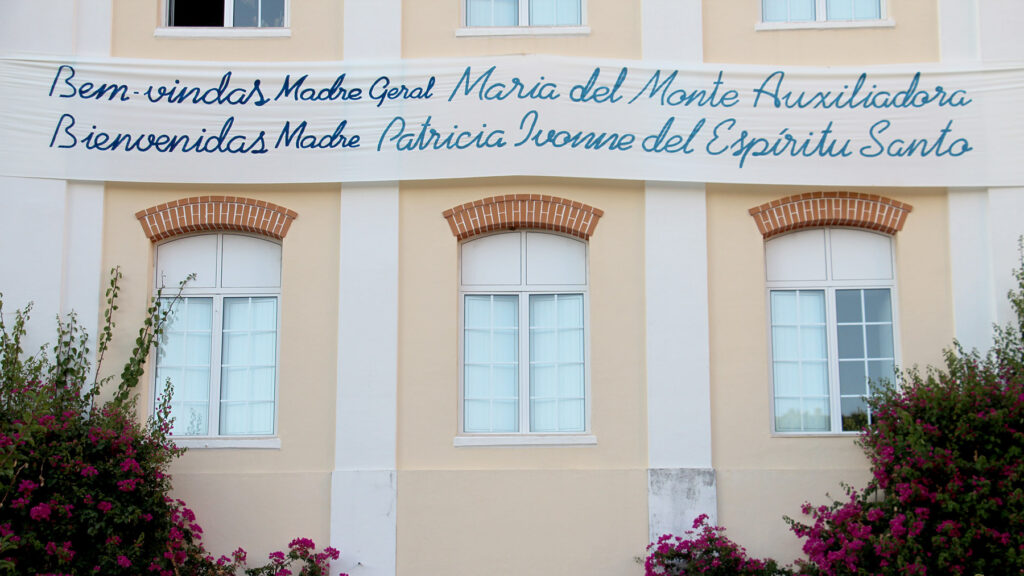 Bem-vindas Madre Geral Maria del Monte Auxiliadora
Bienvenidas Madre Patricia Ivonne del Espíritu Santo